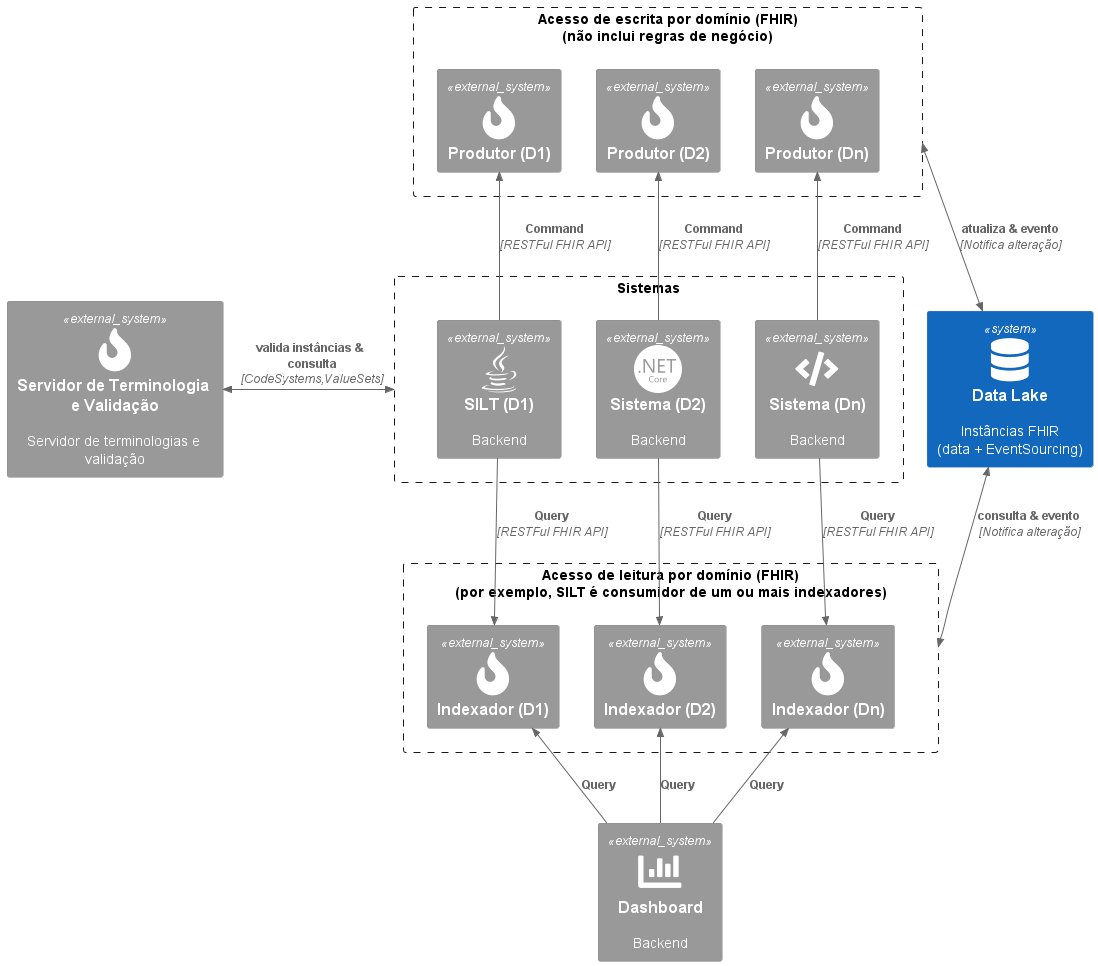 Acesso de escrita por domínio (FHIR)
(não inclui regras de negócio)
«external_system»
Produtor (D1)
«external_system»
Produtor (D2)
«external_system»
Produtor (Dn)
Command
[RESTFul FHIR API]
Command
[RESTFul FHIR API]
Command
[RESTFul FHIR API]
atualiza & evento
[Notifica alteração]
Sistemas
«external_system»
Servidor de Terminologia
e Validação
Servidor de terminologias e
validação
valida instâncias &
consulta
[CodeSystems,ValueSets]
«external_system»
SILT (D1)
Backend
«external_system»
.NET
Core
Sistema (D2)
Backend
«external_system»
Sistema (Dn)
Backend
«system»
Data Lake
Instâncias FHIR
(data + EventSourcing)
Query
[RESTFul FHIR API]
Query
[RESTFul FHIR API]
Query
[RESTFul FHIR API]
consulta & evento
[Notifica alteração]
Acesso de leitura por domínio (FHIR)
(por exemplo, SILT é consumidor de um ou mais indexadores)
«external_system»
Indexador (D1)
«external_system»
Indexador (D2)
«external_system»
Indexador (Dn)
Query
Query
Query
«external_system»
Dashboard
Backend